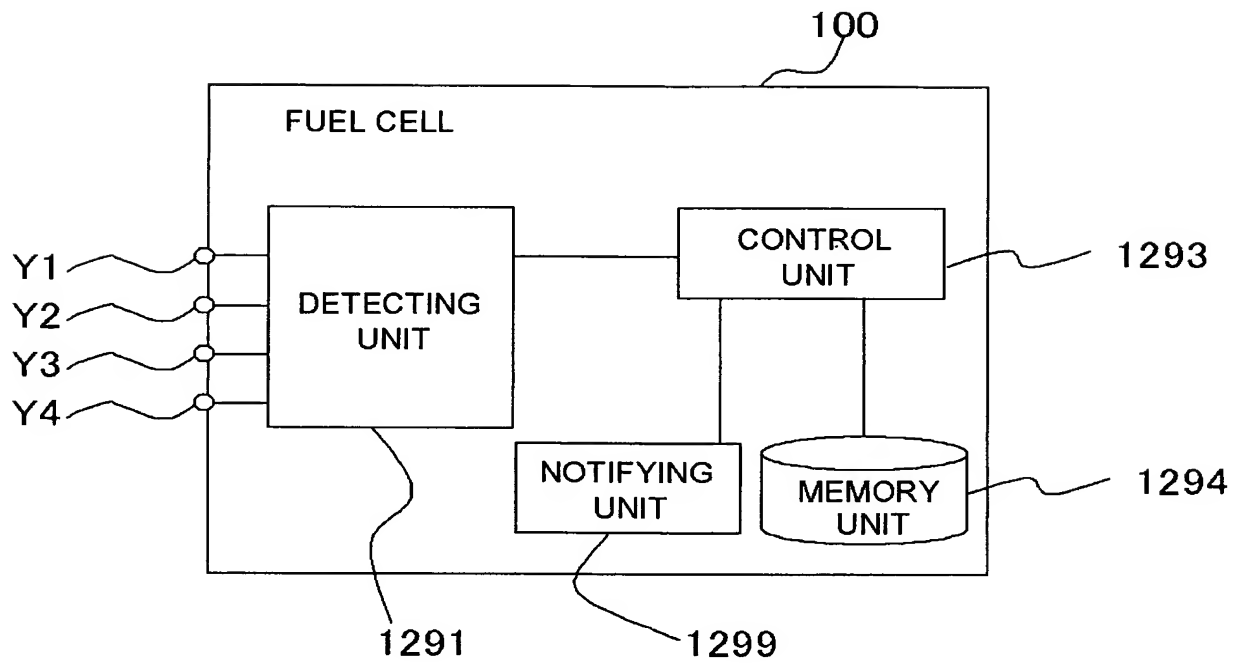 100
FUEL CELL
CONTROL
UNIT
1293
Y1
Y2
Y3
Y4
DETECTING
UNIT
NOTIFYING
UNIT
MEMORY
UNIT
1294
1291
1299